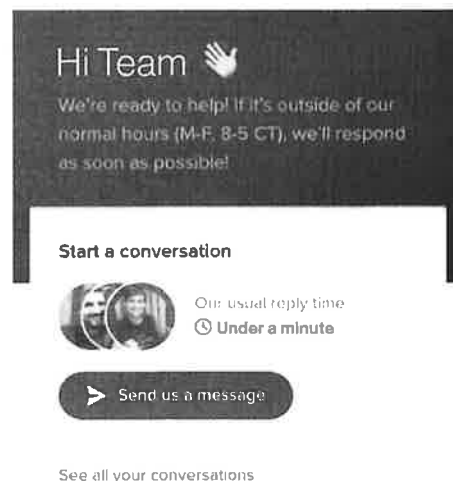 Hi Team 👋
We're ready to help! If it's outside of our
normal hours (M-F, 8-5 CT), we'll respond
as soon as possible!
Start a conversation
Our usual reply time
Under a minute
Send us a message
See all your conversations